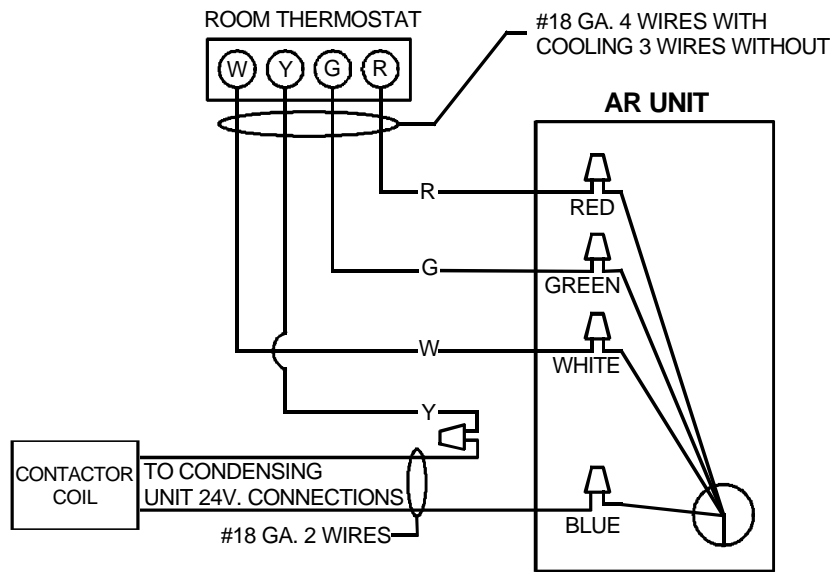 ROOM THERMOSTAT
#18 GA. 4 WIRES WITH
COOLING 3 WIRES WITHOUT
W Y G R
AR UNIT
R
RED
G
GREEN
W
WHITE
Y
CONTACTOR
COIL
TO CONDENSING
UNIT 24V. CONNECTIONS
BLUE
#18 GA. 2 WIRES